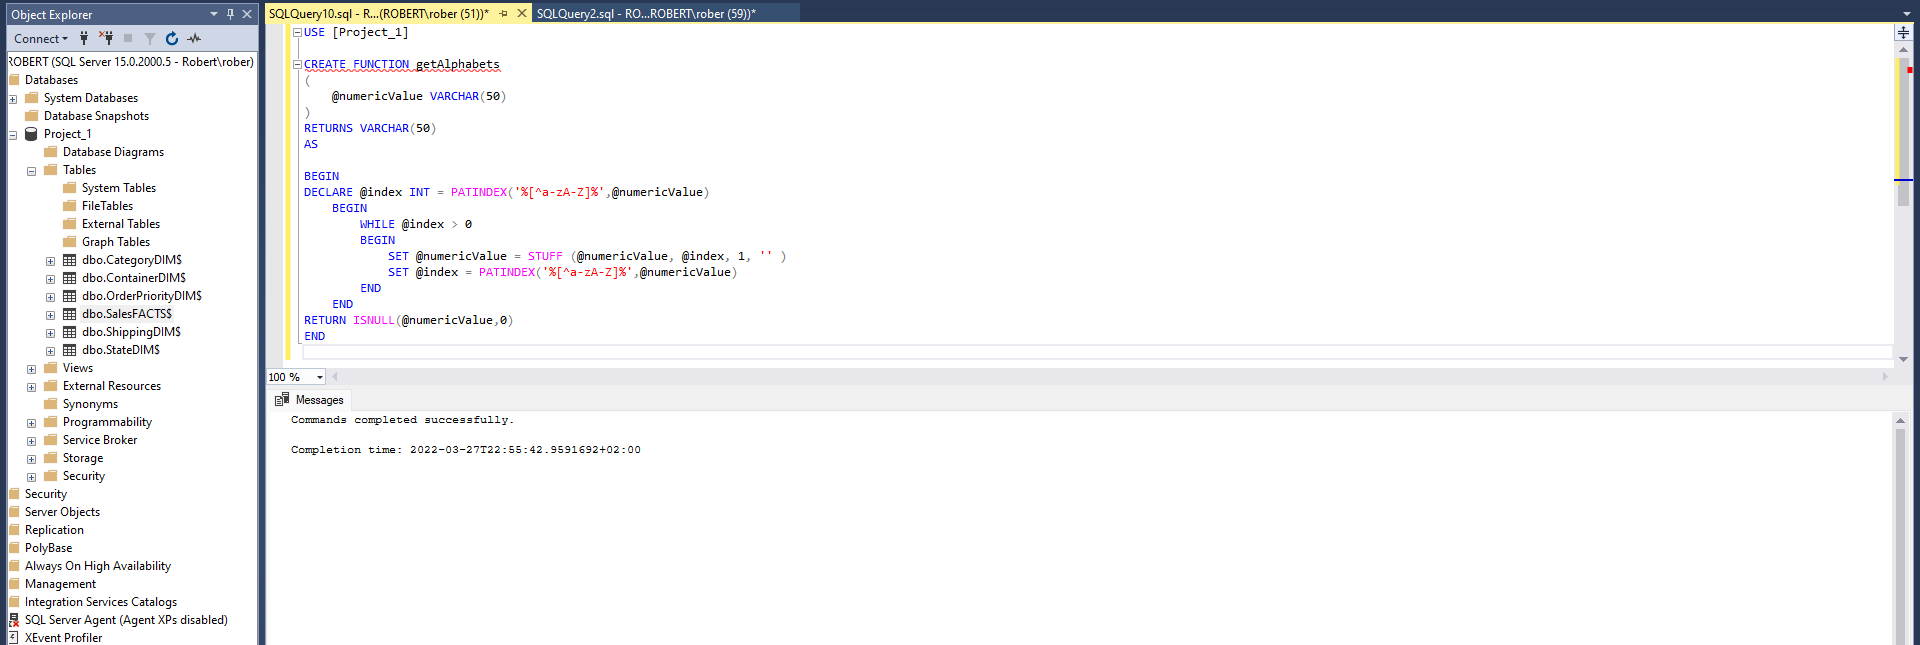 Object Explorer
Connect
ROBERT (SQL Server 15.0.2000.5 - Robert\rober)
Databases
System Databases
Database Snapshots
Project_1
Database Diagrams
Tables
System Tables
FileTables
External Tables
Graph Tables
dbo.CategoryDIM$
dbo.ContainerDIM$
dbo.OrderPriorityDIM$
dbo.SalesFACTS$
dbo.ShippingDIM$
dbo.StateDIM$
Views
External Resources
Synonyms
Programmability
Service Broker
Storage
Security
Security
Server Objects
Replication
PolyBase
Always On High Availability
Management
Integration Services Catalogs
SQL Server Agent (Agent XPs disabled)
XEvent Profiler
SQLQuery10.sql - R...(ROBERT\rober (51))* SQLQuery2.sql - RO...ROBERT\rober (59))*
USE [Project_1]
CREATE FUNCTION getAlphabets
(
@numericValue VARCHAR(50)
)
RETURNS VARCHAR(50)
AS
BEGIN
DECLARE @index INT = PATINDEX('%[^a-zA-Z]%',@numericValue)
BEGIN
WHILE @index > 0
BEGIN
SET @numericValue = STUFF (@numericValue, @index, 1, '' )
SET @index = PATINDEX('%[^a-zA-Z]%',@numericValue)
END
END
RETURN ISNULL(@numericValue,0)
END
100 %
Messages
Commands completed successfully.
Completion time: 2022-03-27T22:55:42.9591692+02:00